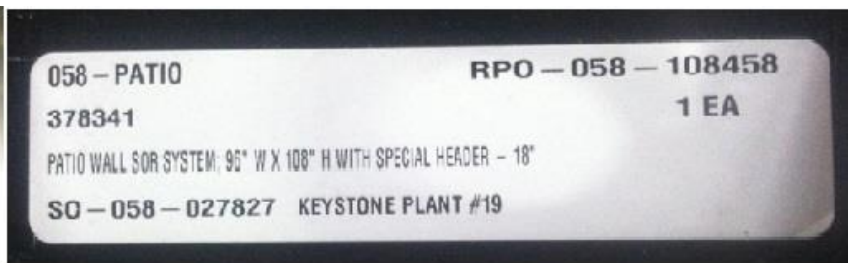 058 – PATIO RPO – 058 – 108458
378341 1 EA
PATIO WALL SOR SYSTEM; 96" W X 108" H WITH SPECIAL HEADER – 18"
SO – 058 – 027827 KEYSTONE PLANT #19